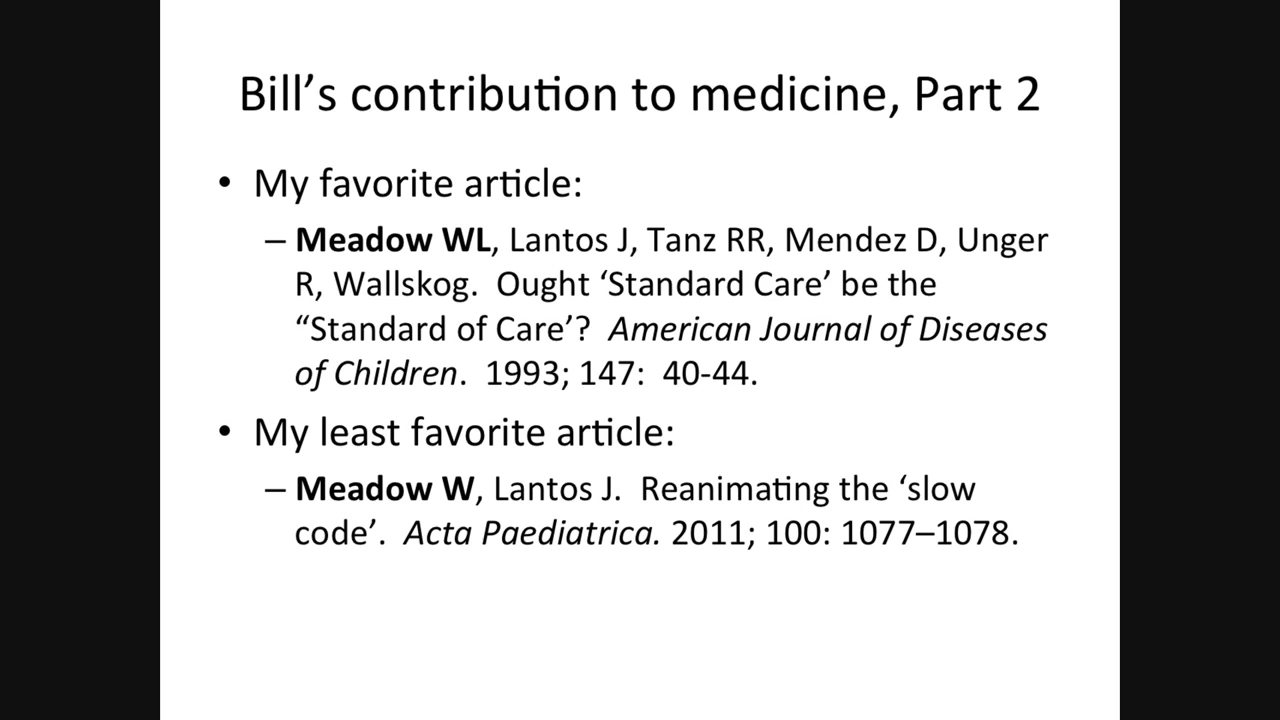 Bill’s contribution to medicine, Part 2
• My favorite article:
– Meadow WL, Lantos J, Tanz RR, Mendez D, Unger
R, Wallskog.  Ought ‘Standard Care’ be the
“Standard of Care’?  American Journal of Diseases
of Children.  1993; 147:  40-44.
• My least favorite article:
– Meadow W, Lantos J.  Reanimating the ‘slow
code’.  Acta Paediatrica. 2011; 100: 1077–1078.